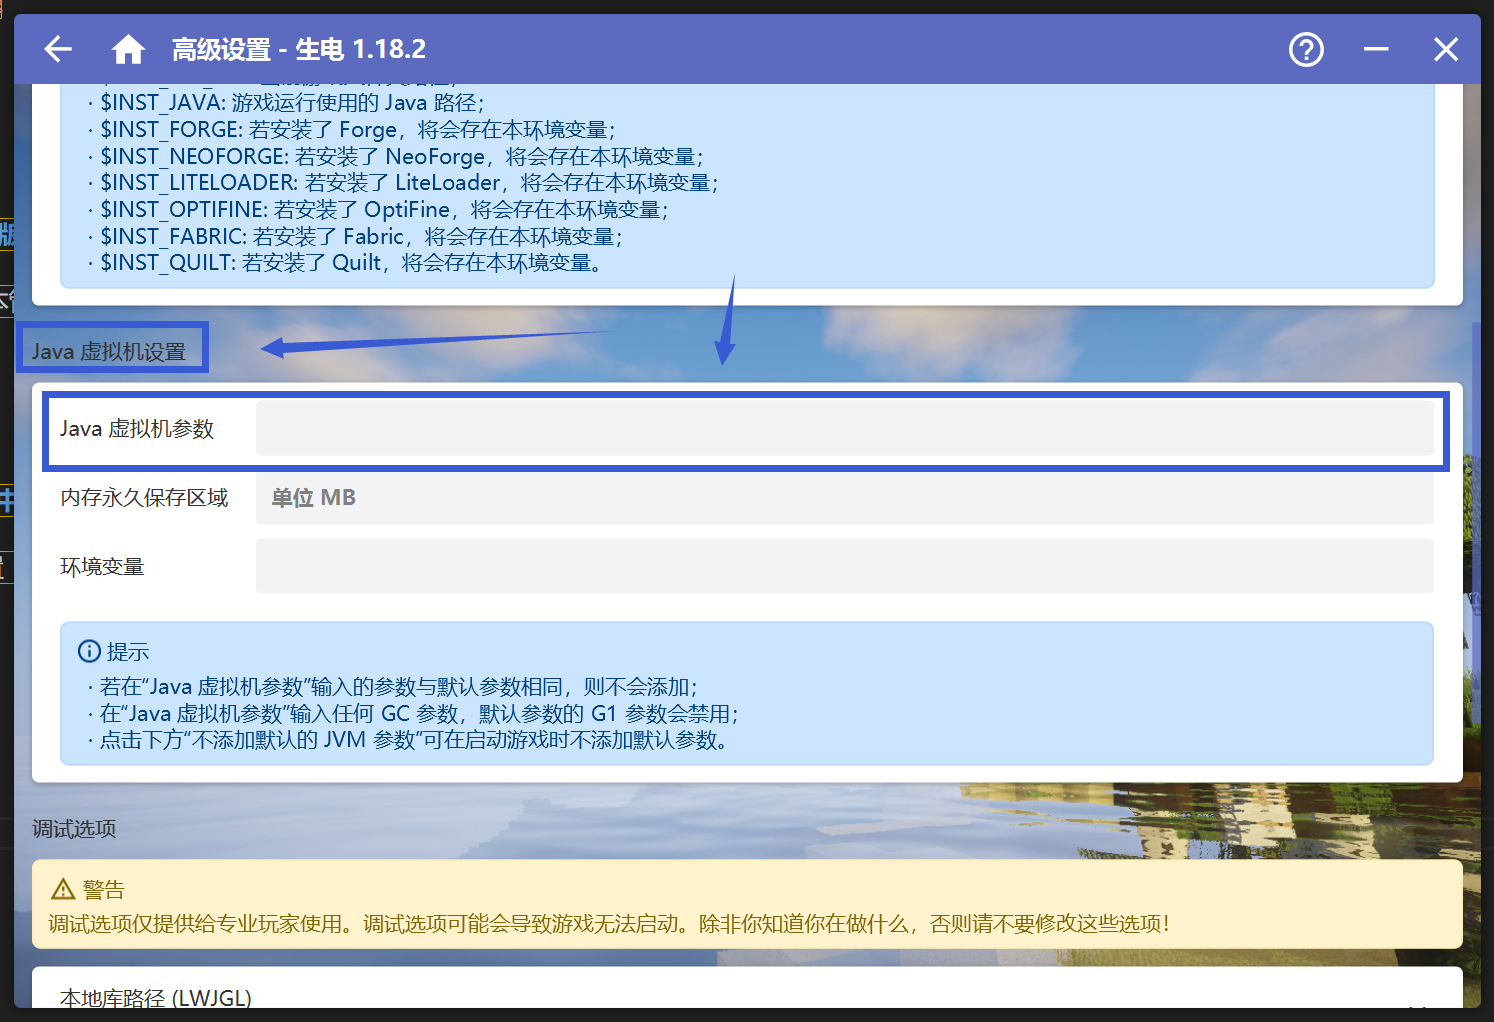 高级设置 - 生电 1.18.2
· $INST_JAVA: 游戏运行使用的 Java 路径；
· $INST_FORGE: 若安装了 Forge，将会存在本环境变量；
· $INST_NEOFORGE: 若安装了 NeoForge，将会存在本环境变量；
· $INST_LITELOADER: 若安装了 LiteLoader，将会存在本环境变量；
· $INST_OPTIFINE: 若安装了 OptiFine，将会存在本环境变量；
· $INST_FABRIC: 若安装了 Fabric，将会存在本环境变量；
· $INST_QUILT: 若安装了 Quilt，将会存在本环境变量。
Java 虚拟机设置
Java 虚拟机参数
内存永久保存区域 单位 MB
环境变量
提示
· 若在“Java 虚拟机参数”输入的参数与默认参数相同，则不会添加；
· 在“Java 虚拟机参数”输入任何 GC 参数，默认参数的 G1 参数会禁用；
· 点击下方“不添加默认的 JVM 参数”可在启动游戏时不添加默认参数。
调试选项
警告
调试选项仅提供给专业玩家使用。调试选项可能会导致游戏无法启动。除非你知道你在做什么，否则请不要修改这些选项！
本地库路径 (LWJGL)